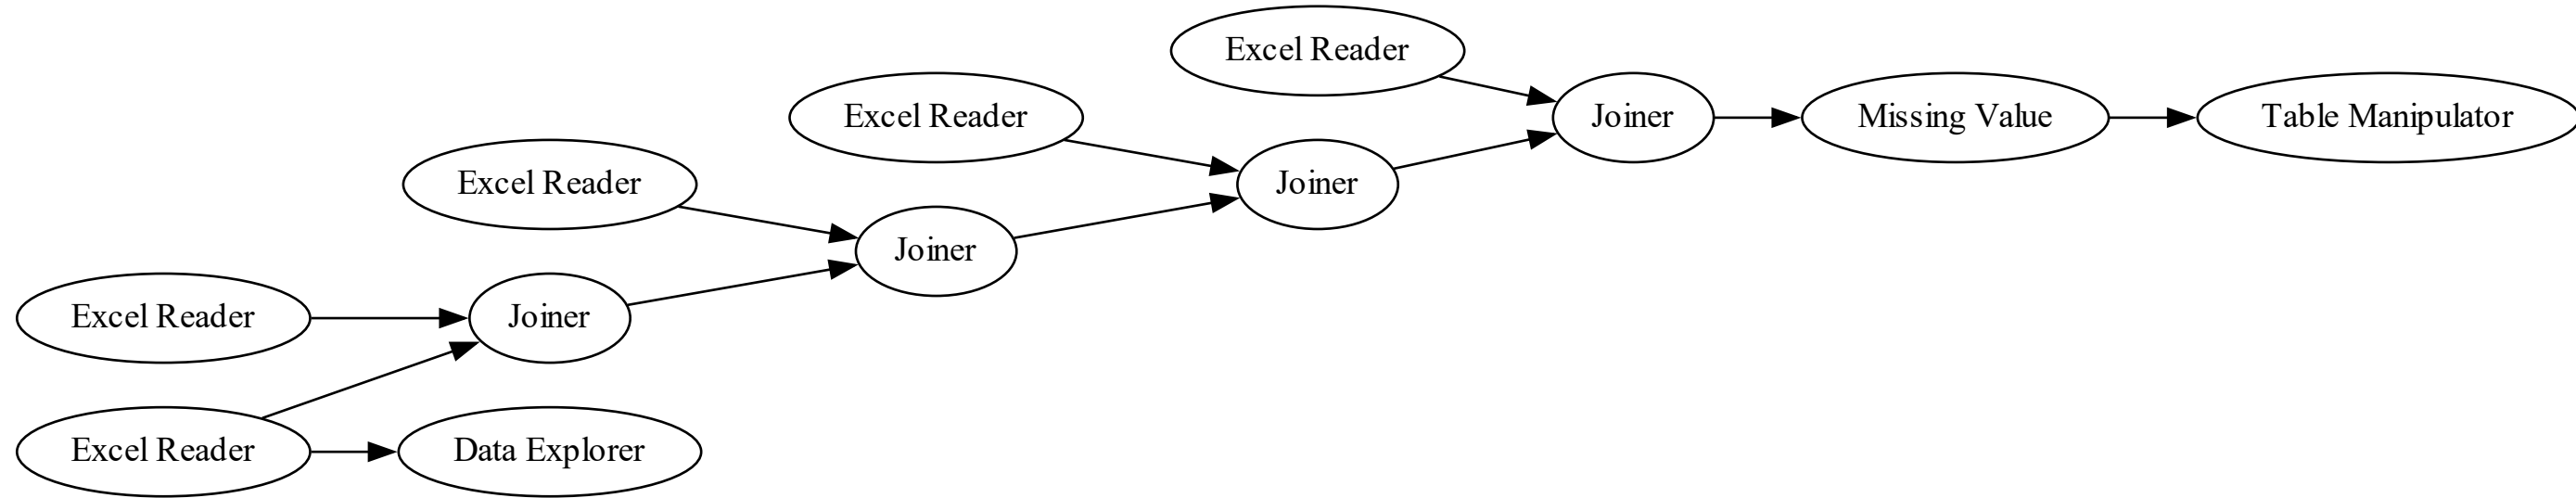 Excel Reader
Excel Reader
Joiner
Missing Value
Table Manipulator
Excel Reader
Joiner
Joiner
Excel Reader
Joiner
Excel Reader
Data Explorer